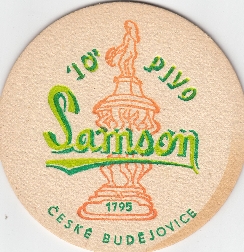 '10° PIVO
Samson
1795
ČESKÉ BUDĚJOVICE